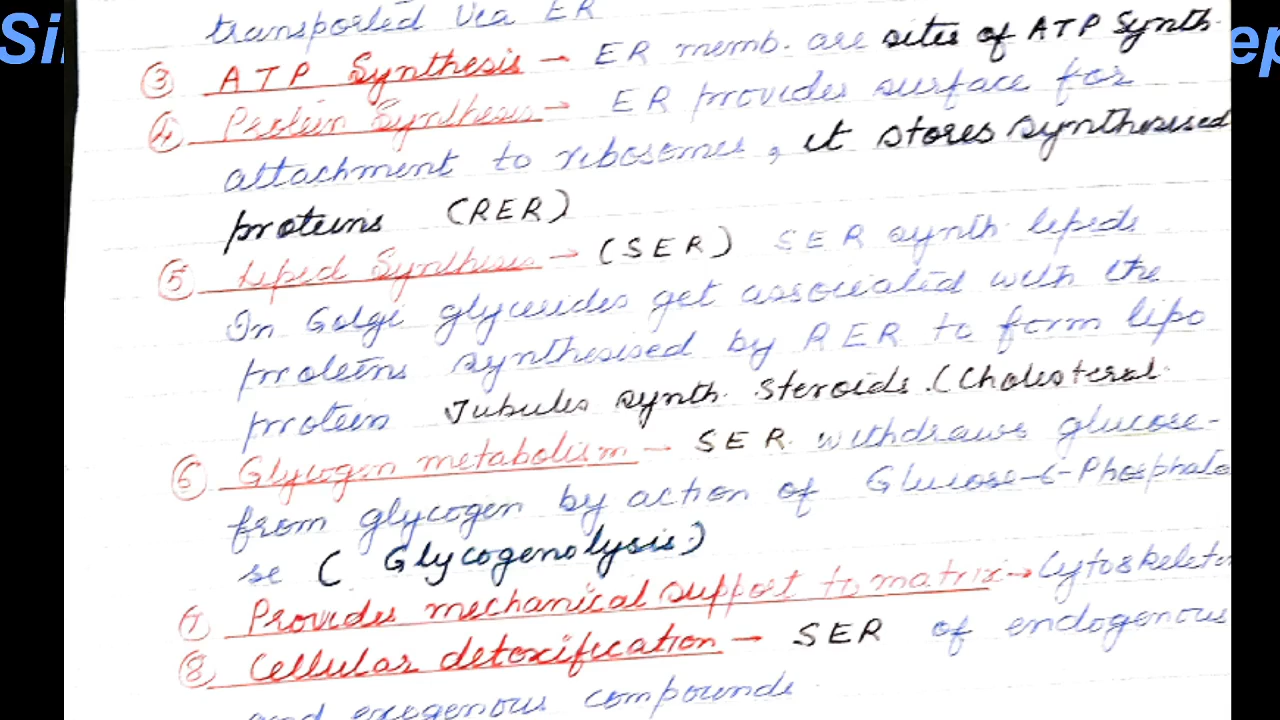 transported via ER
Si
ep
③ ATP Synthesis → ER memb. are sites of ATP Synth.
④ Protein Synthesis → ER provides surface for
attachment to ribosomes, it stores synthesised
proteins (RER)
⑤ Lipid Synthesis → (SER) SER synth. lipids
In Golgi glycerides get associated with the
proteins synthesised by RER to form lipo
protein Tubules synth. Steroids. (Cholesterol.
⑥ Glycogen metabolism - SER. withdraws glucose-
from glycogen by action of Glucose-6-Phosphata
se ( Glycogenolysis.)
⑦ Provides mechanical support to matrix → Cytoskeleto
⑧ Cellular detoxification - SER of endogenous
and exogenous compounds